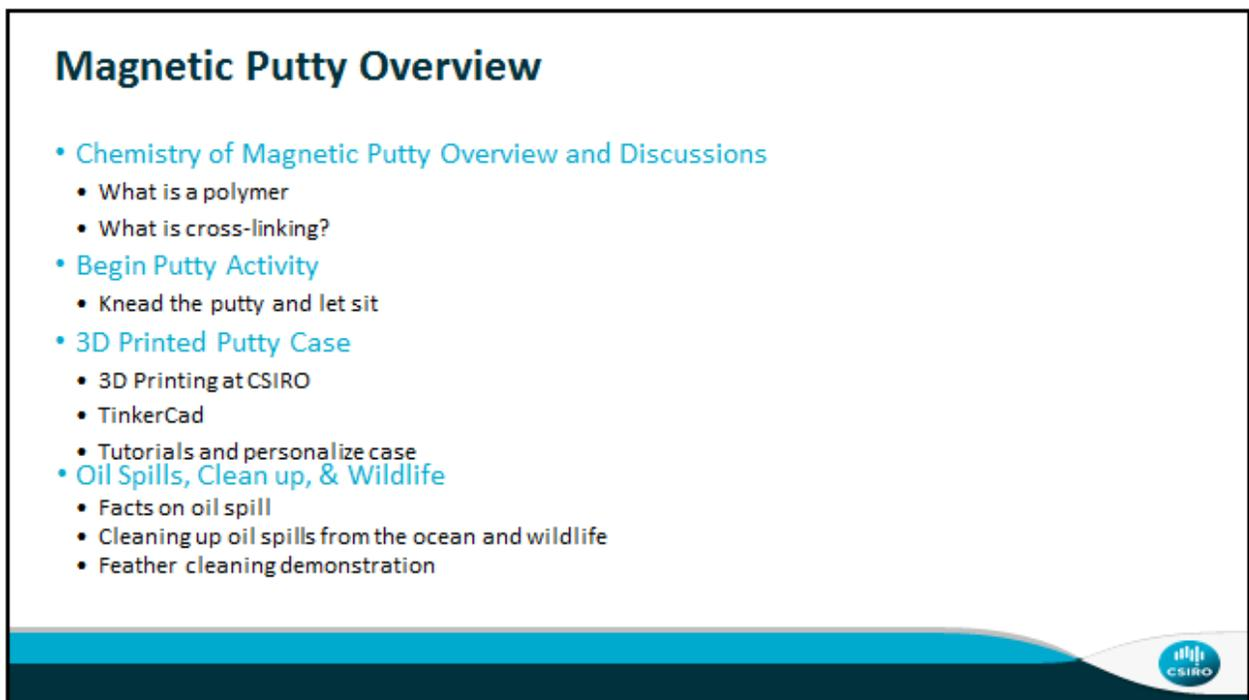 Magnetic Putty Overview
• Chemistry of Magnetic Putty Overview and Discussions
• What is a polymer
• What is cross-linking?
• Begin Putty Activity
• Knead the putty and let sit
• 3D Printed Putty Case
• 3D Printing at CSIRO
• TinkerCad
• Tutorials and personalize case
• Oil Spills, Clean up, & Wildlife
• Facts on oil spill
• Cleaning up oil spills from the ocean and wildlife
• Feather cleaning demonstration
CSIRO